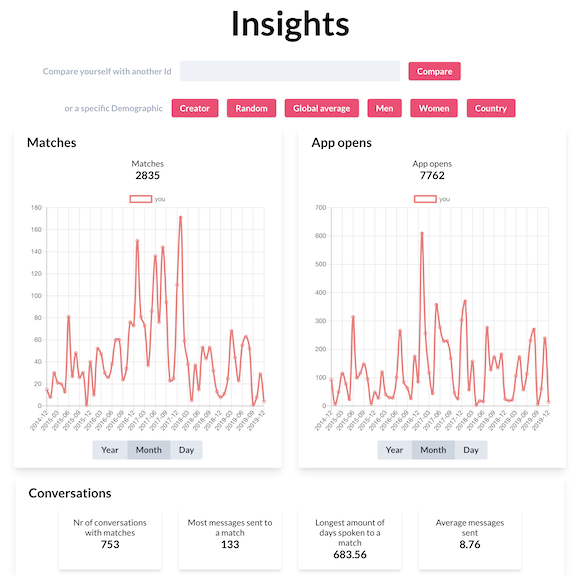 Insights
Compare yourself with another Id
Compare
or a specific Demographic
Creator
Random
Global average
Men
Women
Country
Matches
Matches
2835
you
180
160
140
120
100
80
60
40
20
0
2014-12
2015-03
2015-06
2015-09
2015-12
2016-03
2016-06
2016-09
2016-12
2017-03
2017-06
2017-09
2017-12
2018-03
2018-06
2018-09
2018-12
2019-03
2019-06
2019-09
2019-12
Year
Month
Day
App opens
App opens
7762
you
700
600
500
400
300
200
100
0
2014-12
2015-03
2015-06
2015-09
2015-12
2016-03
2016-06
2016-09
2016-12
2017-03
2017-06
2017-09
2017-12
2018-03
2018-06
2018-09
2018-12
2019-03
2019-06
2019-09
2019-12
Year
Month
Day
Conversations
Nr of conversations
with matches
753
Most messages sent to
a match
133
Longest amount of
days spoken to a
match
683.56
Average messages
sent
8.76